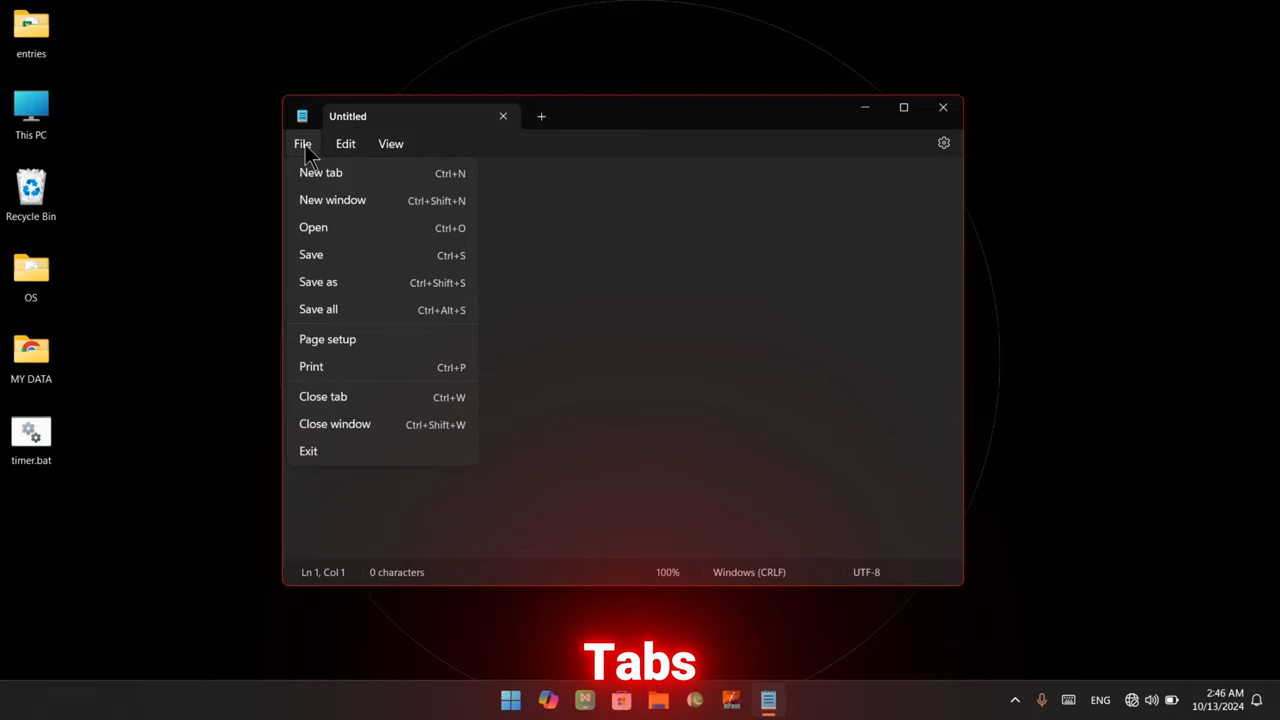 entries
This PC
Recycle Bin
OS
MY DATA
timer.bat
Untitled
File Edit View
New tab Ctrl+N
New window Ctrl+Shift+N
Open Ctrl+O
Save Ctrl+S
Save as Ctrl+Shift+S
Save all Ctrl+Alt+S
Page setup
Print Ctrl+P
Close tab Ctrl+W
Close window Ctrl+Shift+W
Exit
Ln 1, Col 1 0 characters 100% Windows (CRLF) UTF-8
Tabs
ENG
2:46 AM
10/13/2024